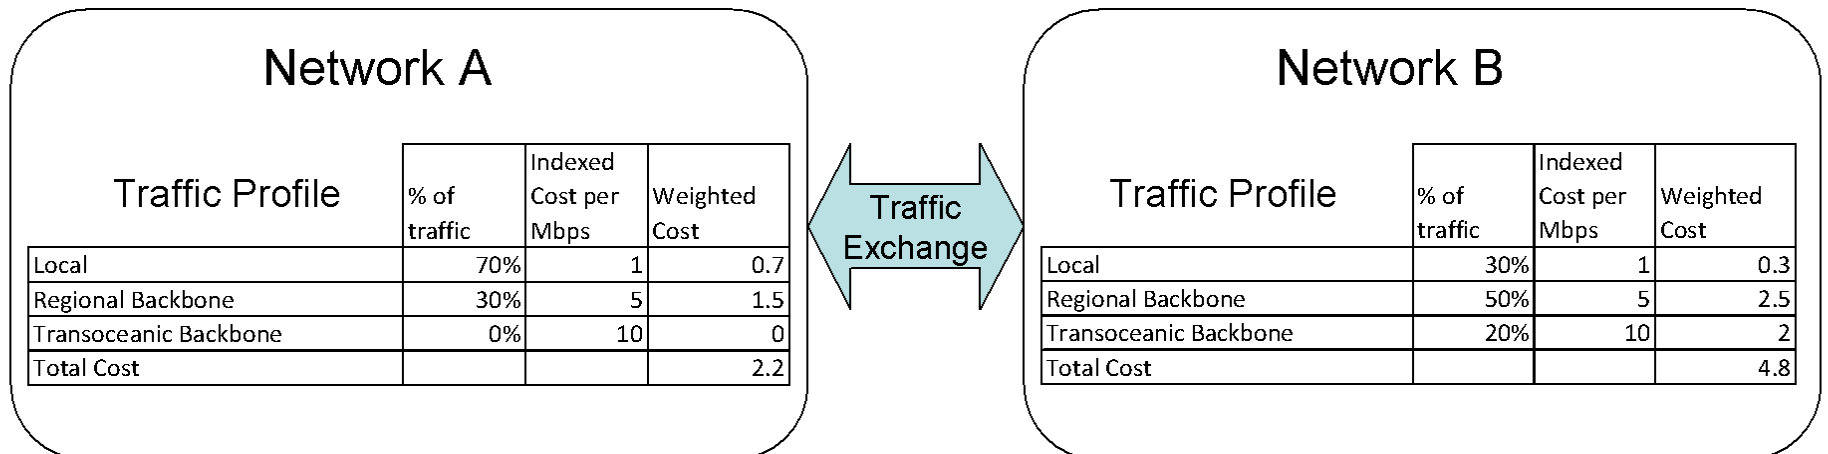 Network A
Traffic Profile
% of
traffic
Indexed
Cost per
Mbps
Weighted
Cost
Local 70% 1 0.7
Regional Backbone 30% 5 1.5
Transoceanic Backbone 0% 10 0
Total Cost 2.2
Traffic
Exchange
Network B
Traffic Profile
% of
traffic
Indexed
Cost per
Mbps
Weighted
Cost
Local 30% 1 0.3
Regional Backbone 50% 5 2.5
Transoceanic Backbone 20% 10 2
Total Cost 4.8